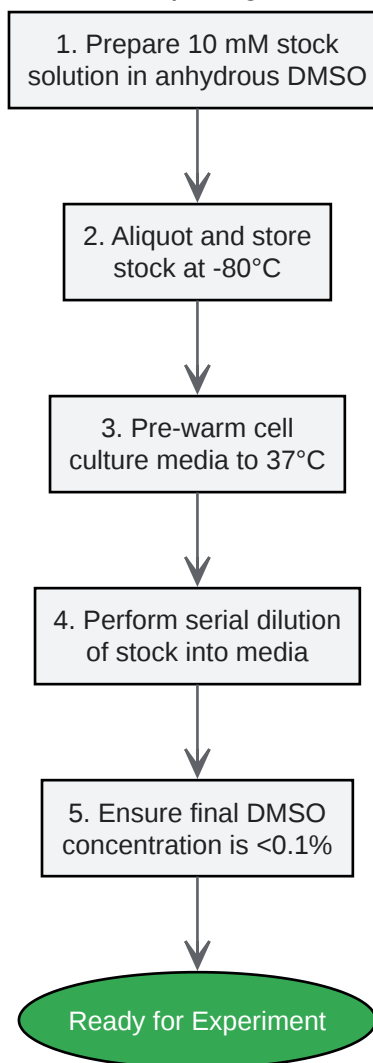 1. Prepare 10 mM stock
solution in anhydrous DMSO
2. Aliquot and store
stock at -80°C
3. Pre-warm cell
culture media to 37°C
4. Perform serial dilution
of stock into media
5. Ensure final DMSO
concentration is <0.1%
Ready for Experiment